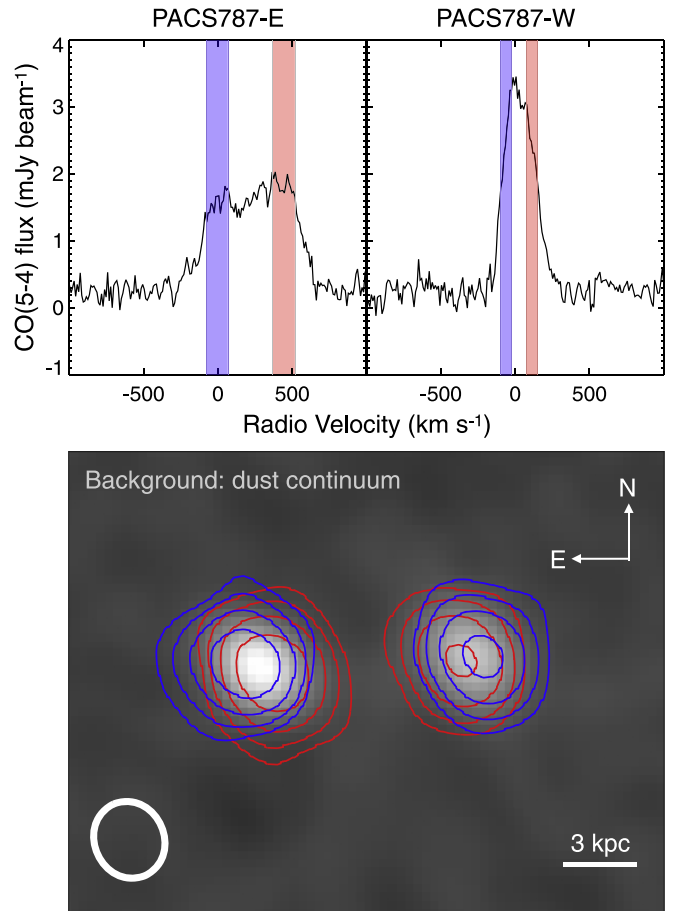 PACS787-E PACS787-W
CO(5-4) flux (mJy beam⁻¹)
4
3
2
1
0
-1
-500 0 500 -500 0 500
Radio Velocity (km s⁻¹)
Background: dust continuum
N
E
3 kpc